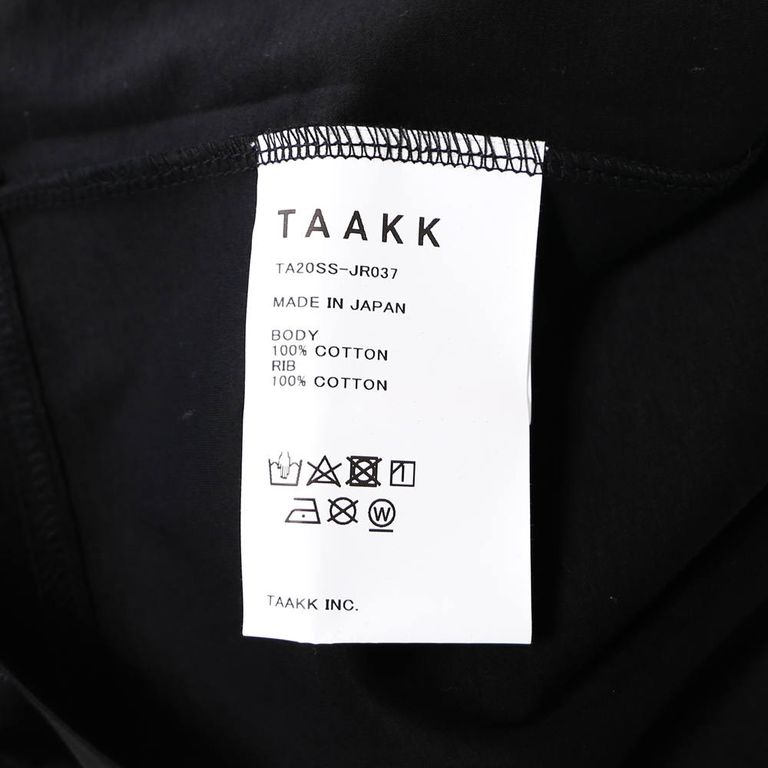 TAAKK
TA20SS-JR037
MADE IN JAPAN
BODY
100% COTTON
RIB
100% COTTON
W
TAAKK INC.